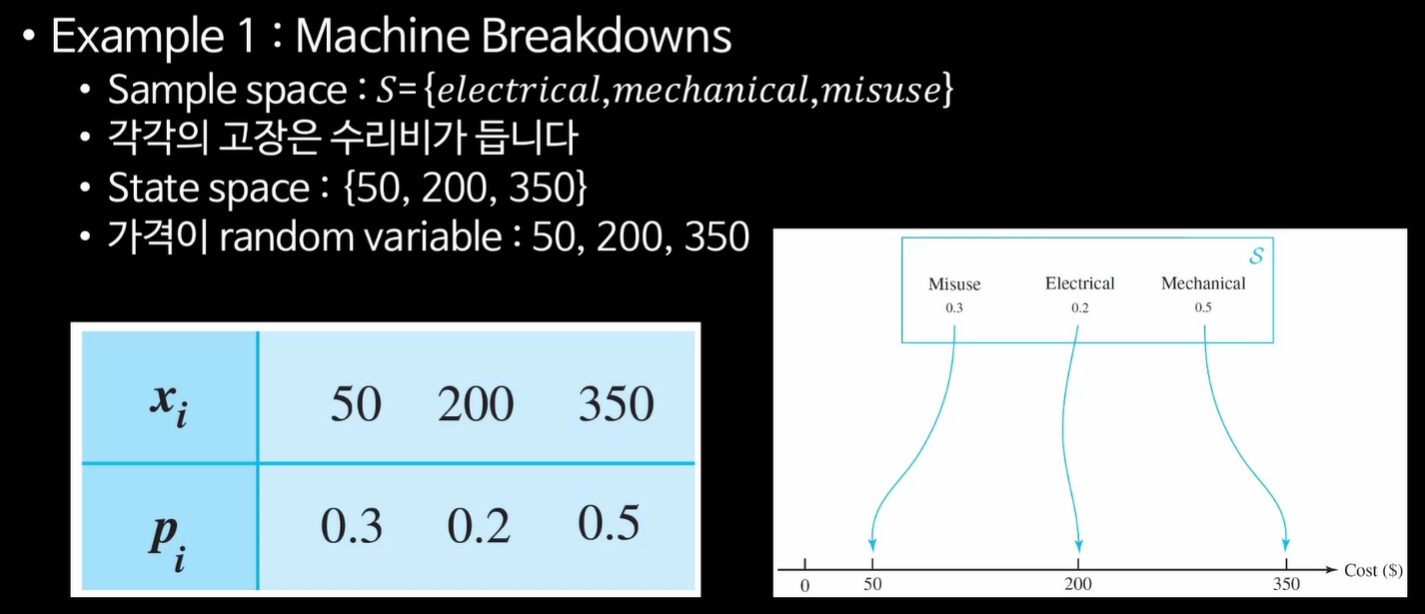 • Example 1 : Machine Breakdowns
• Sample space : S={electrical,mechanical,misuse}
• 각각의 고장은 수리비가 듭니다
• State space : {50, 200, 350}
• 가격이 random variable : 50, 200, 350
x_i 50 200 350
p_i 0.3 0.2 0.5
S
Misuse Electrical Mechanical
0.3 0.2 0.5
0 50 200 350 Cost ($)